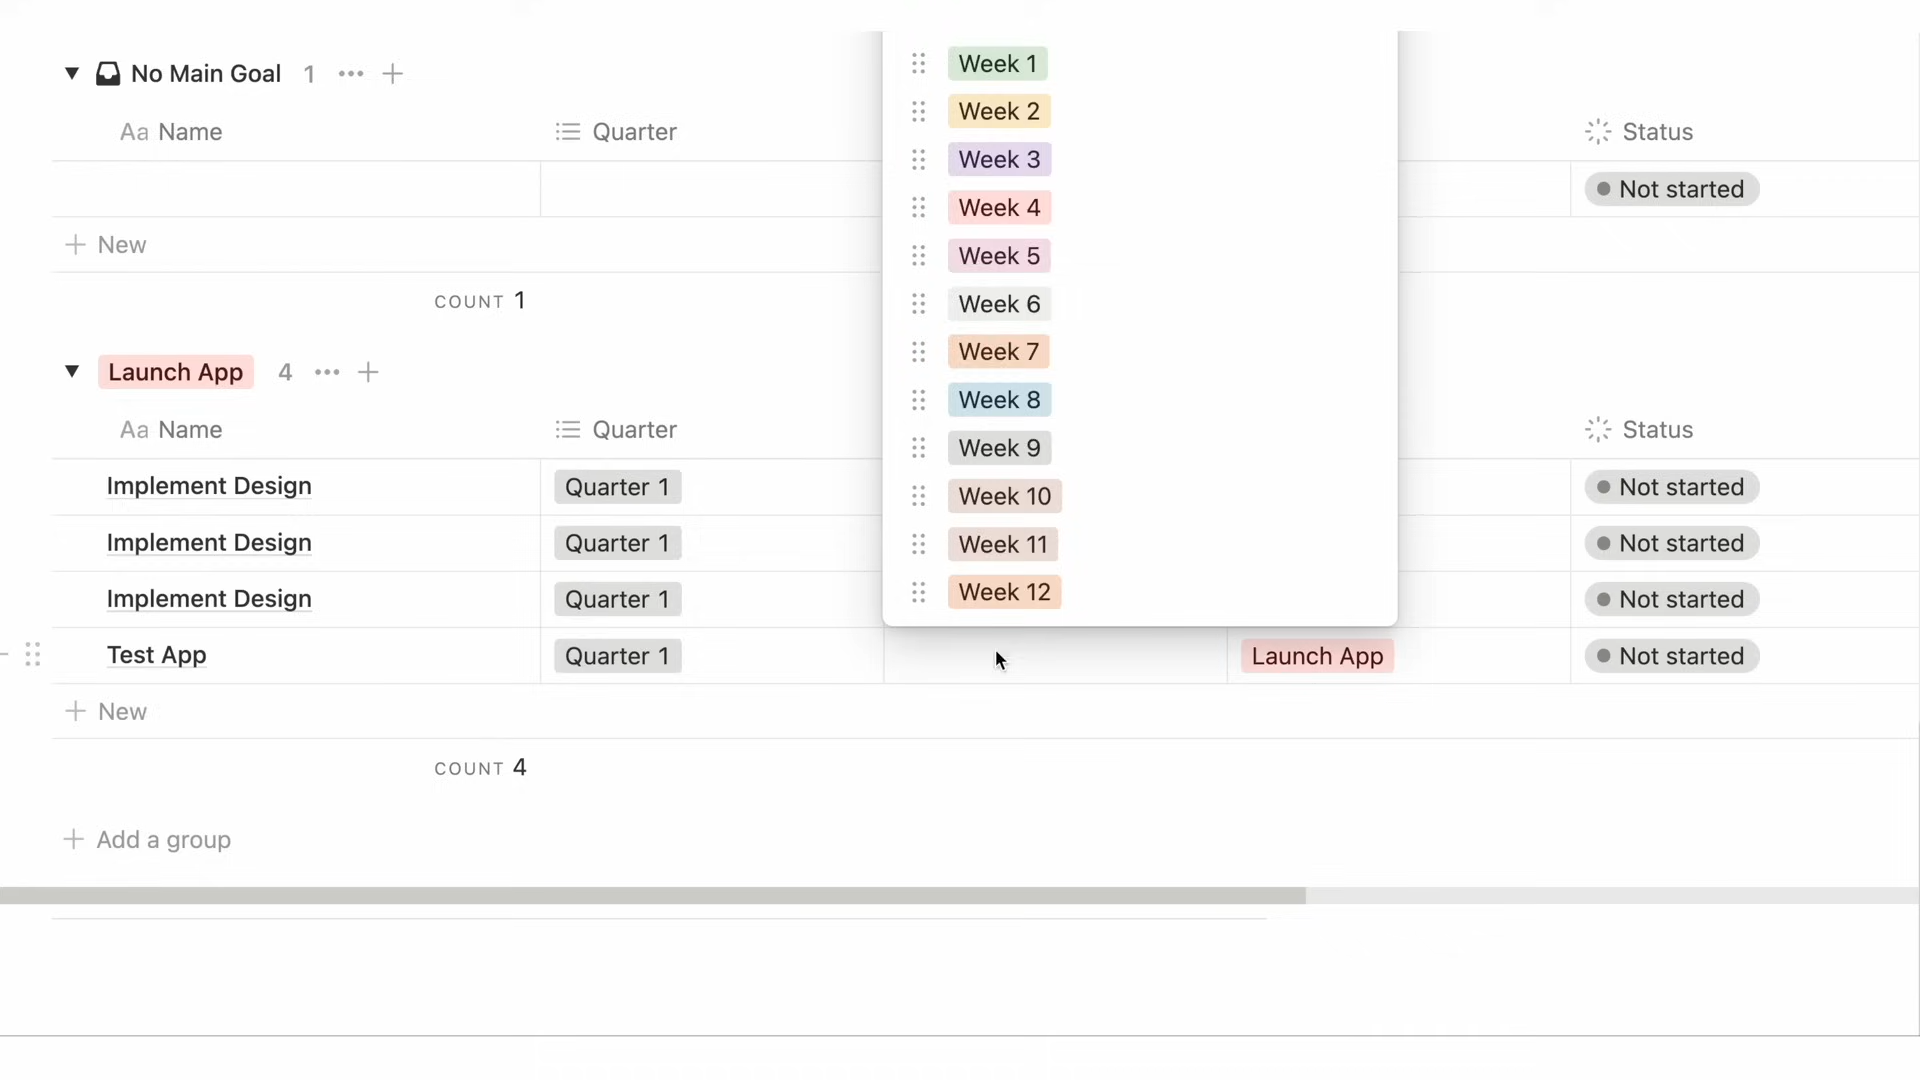 No Main Goal 1 ••• +
Aa Name Quarter Status
Not started
+ New
COUNT 1
Week 1
Week 2
Week 3
Week 4
Week 5
Week 6
Week 7
Week 8
Week 9
Week 10
Week 11
Week 12
Launch App 4 ••• +
Aa Name Quarter Status
Implement Design Quarter 1 Not started
Implement Design Quarter 1 Not started
Implement Design Quarter 1 Not started
Test App Quarter 1 Launch App Not started
+ New
COUNT 4
+ Add a group